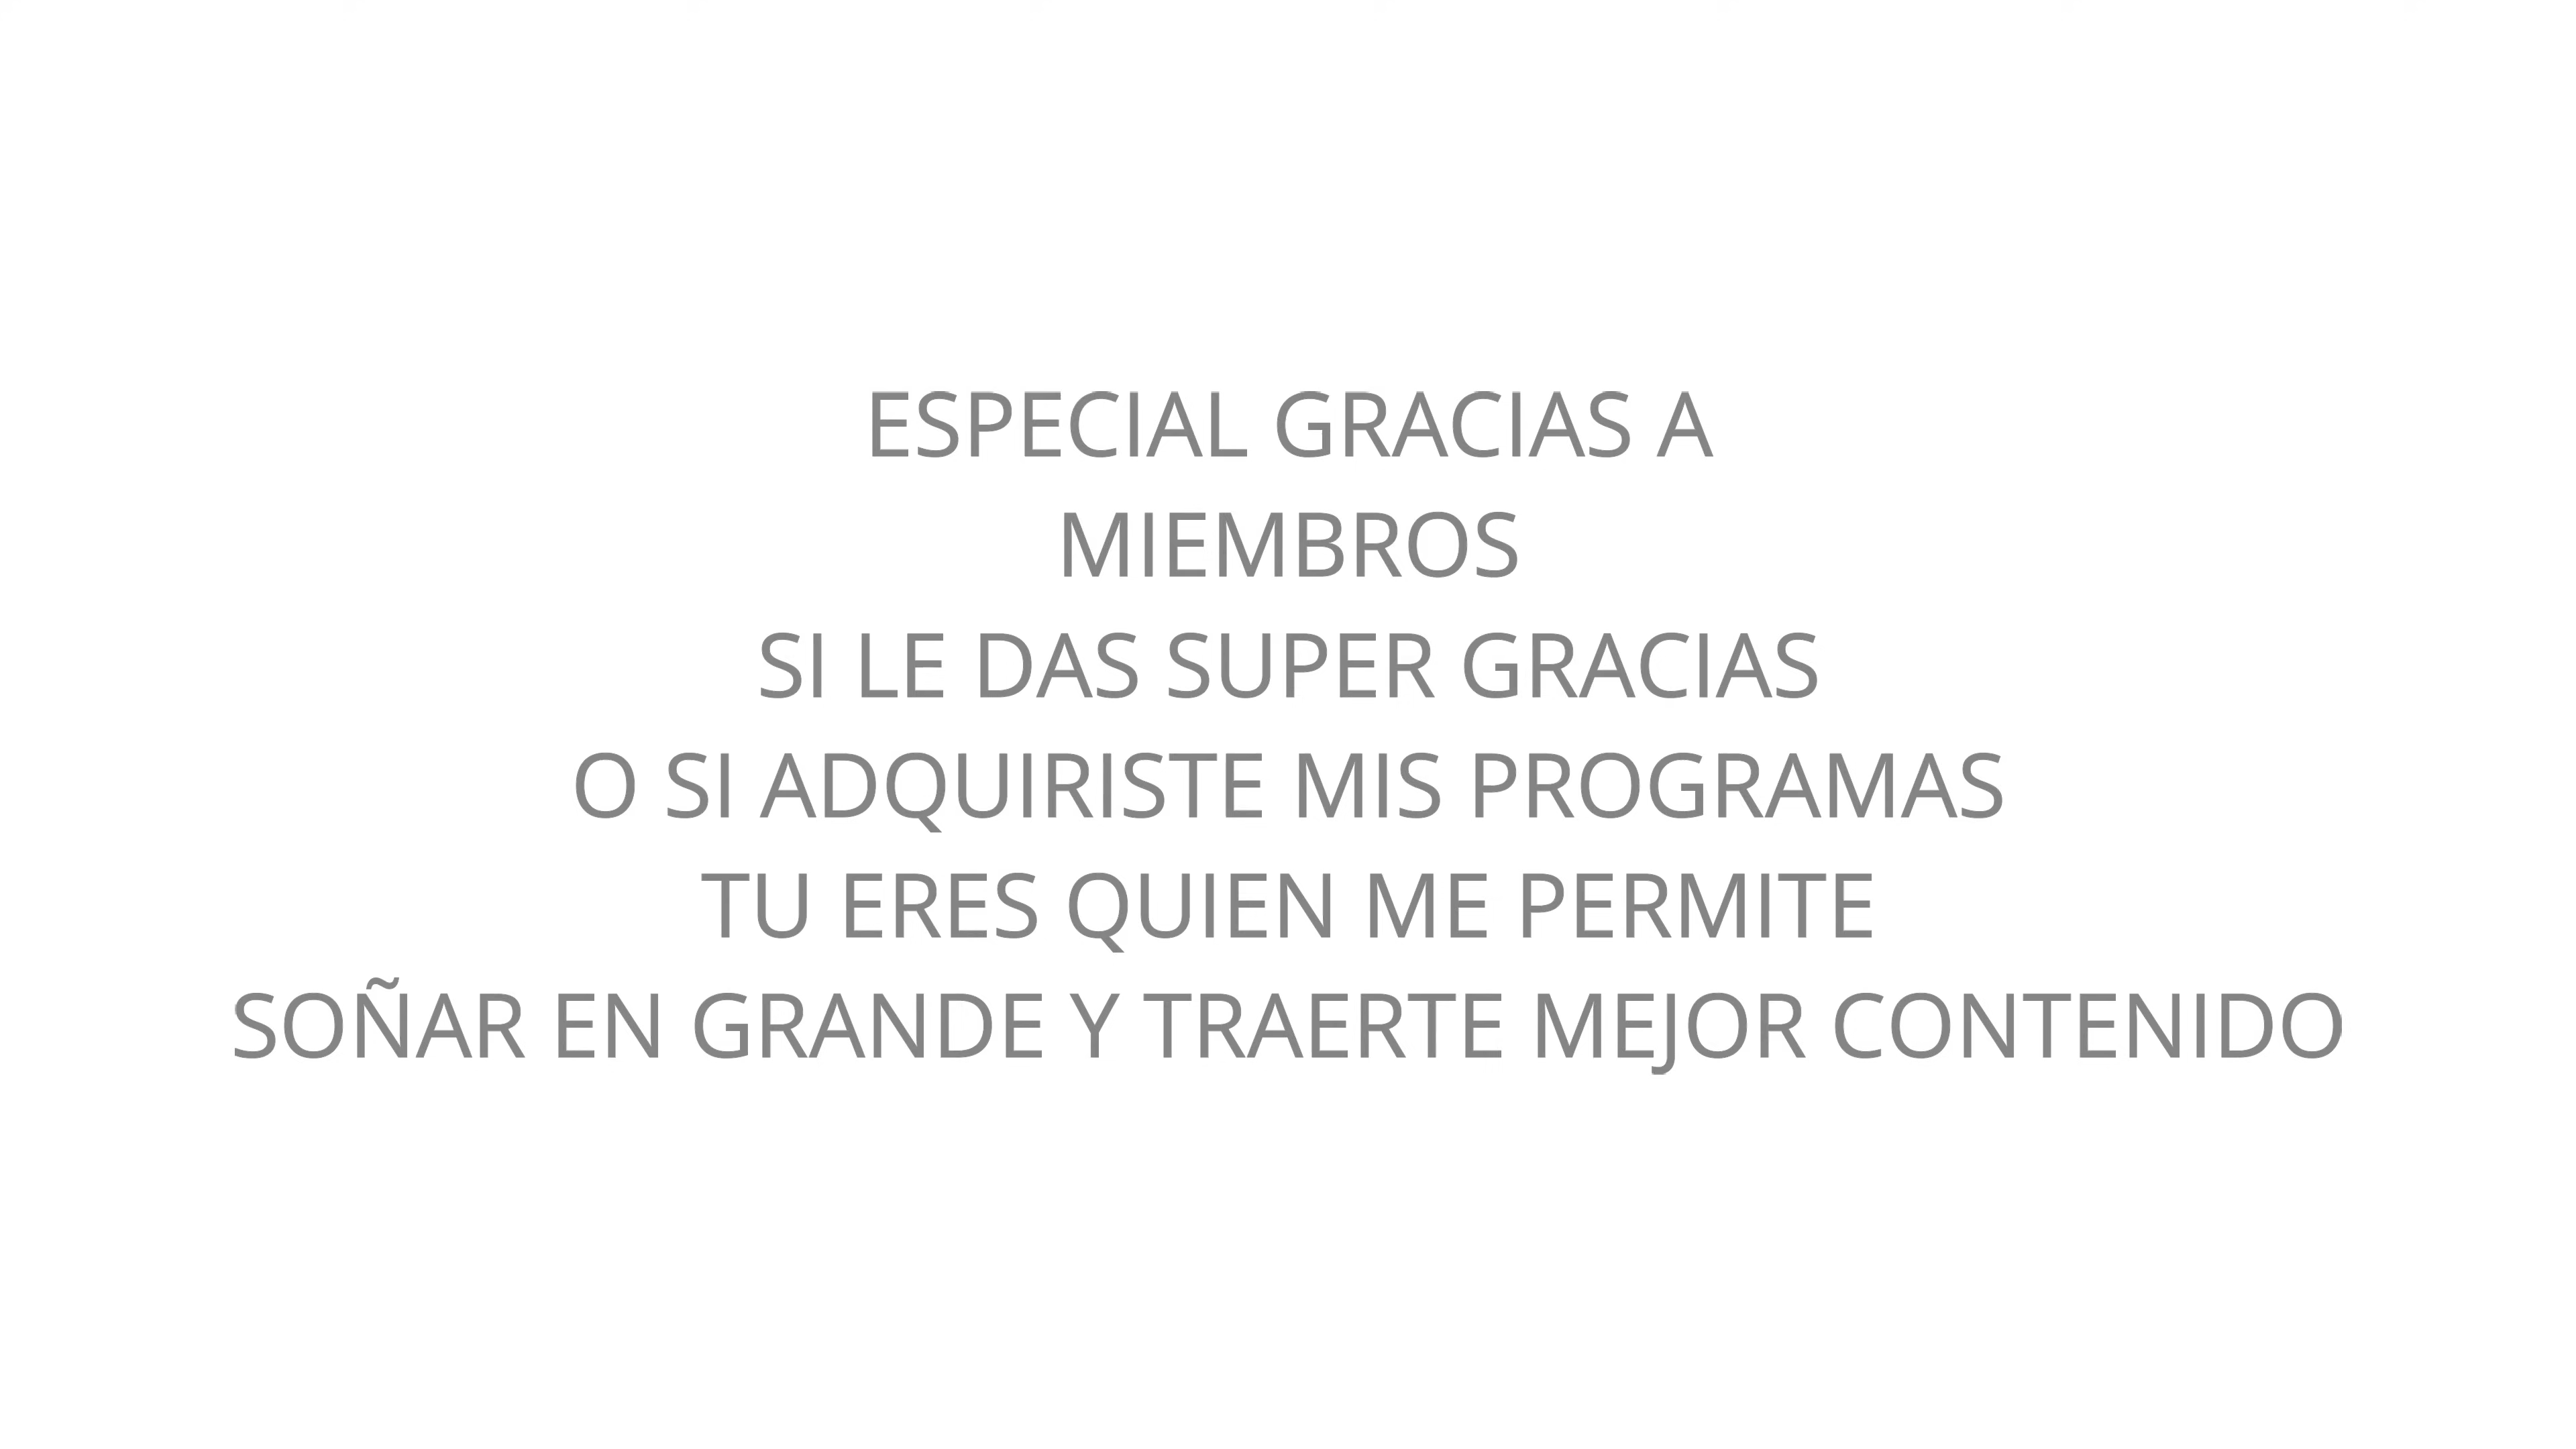 ESPECIAL GRACIAS A
MIEMBROS
SI LE DAS SUPER GRACIAS
O SI ADQUIRISTE MIS PROGRAMAS
TU ERES QUIEN ME PERMITE
SOÑAR EN GRANDE Y TRAERTE MEJOR CONTENIDO